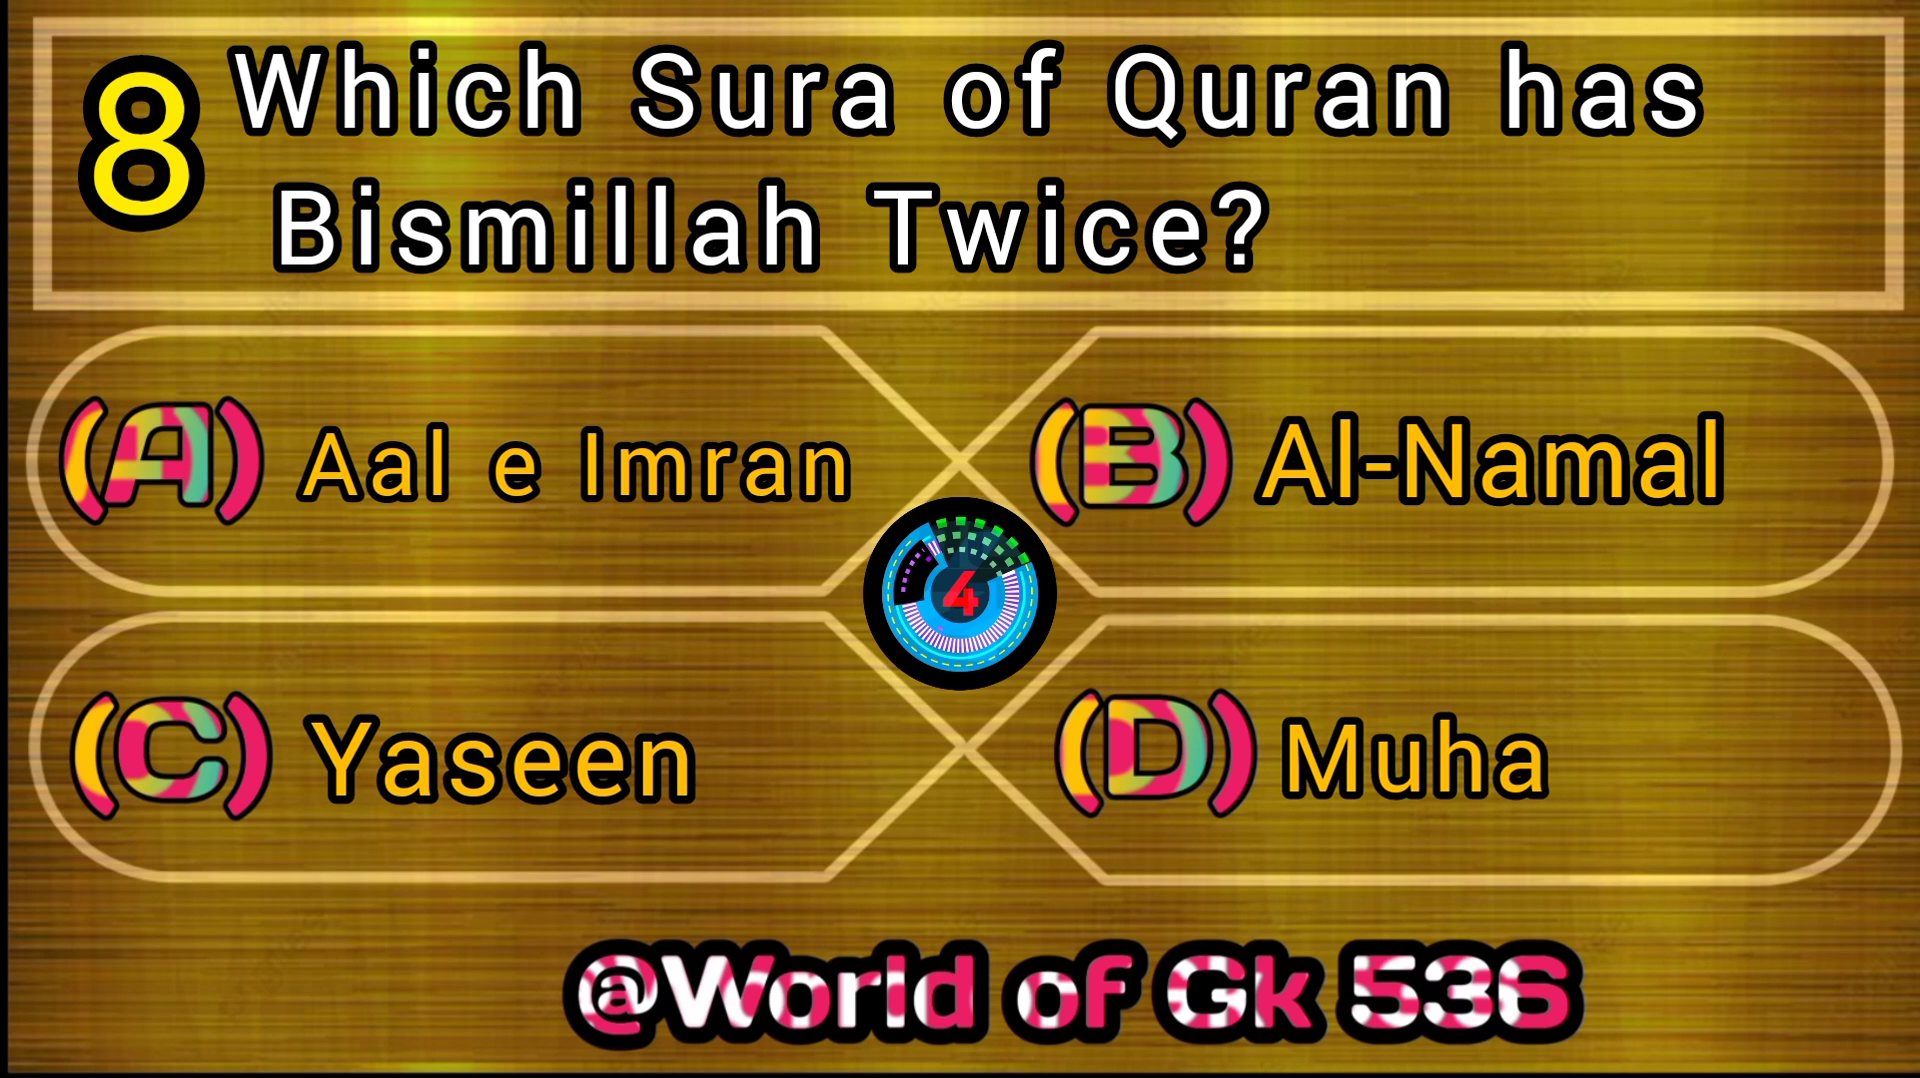 8 Which Sura of Quran has
Bismillah Twice?
(A) Aal e Imran
(B) Al-Namal
4
(C) Yaseen
(D) Muha
@World of Gk 536